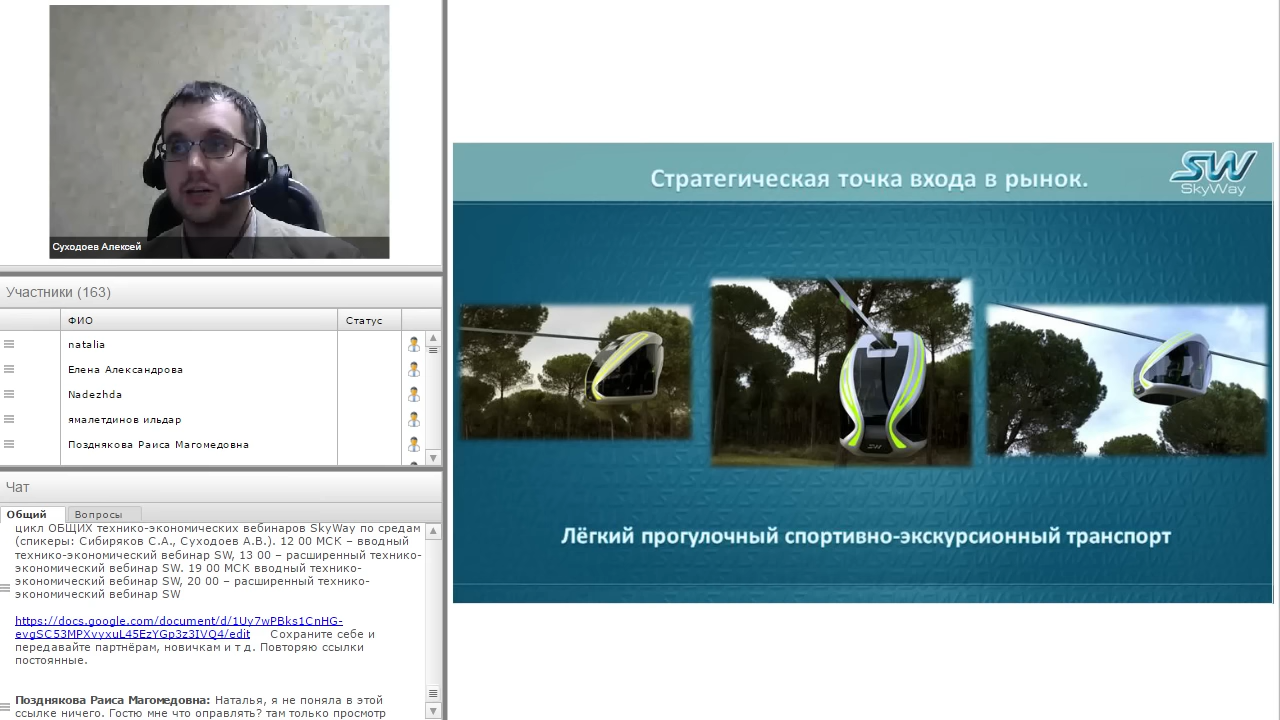 Суходоев Алексей
Участники (163)
ФИО
Статус
natalia
Елена Александрова
Nadezhda
ямалетдинов ильдар
Позднякова Раиса Магомедовна
Чат
Общий
Вопросы
цикл ОБЩИХ технико-экономических вебинаров SkyWay по средам
(спикеры: Сибиряков С.А., Суходоев А.В.). 12 00 МСК – вводный
технико-экономический вебинар SW, 13 00 – расширенный технико-
экономический вебинар SW. 19 00 МСК вводный технико-
экономический вебинар SW, 20 00 – расширенный технико-
экономический вебинар SW
https://docs.google.com/document/d/1Uy7wPBks1CnHG-
evgSC53MPXvyxuL45EzYGp3z3IVQ4/edit Сохраните себе и
передавайте партнёрам, новичкам и т д. Повторяю ссылки
постоянные.
Позднякова Раиса Магомедовна: Наталья, я не поняла в этой
ссылке ничего. Гостю мне что оправлять? там только просмотр
Стратегическая точка входа в рынок.
SW
SkyWay
SW
Лёгкий прогулочный спортивно-экскурсионный транспорт